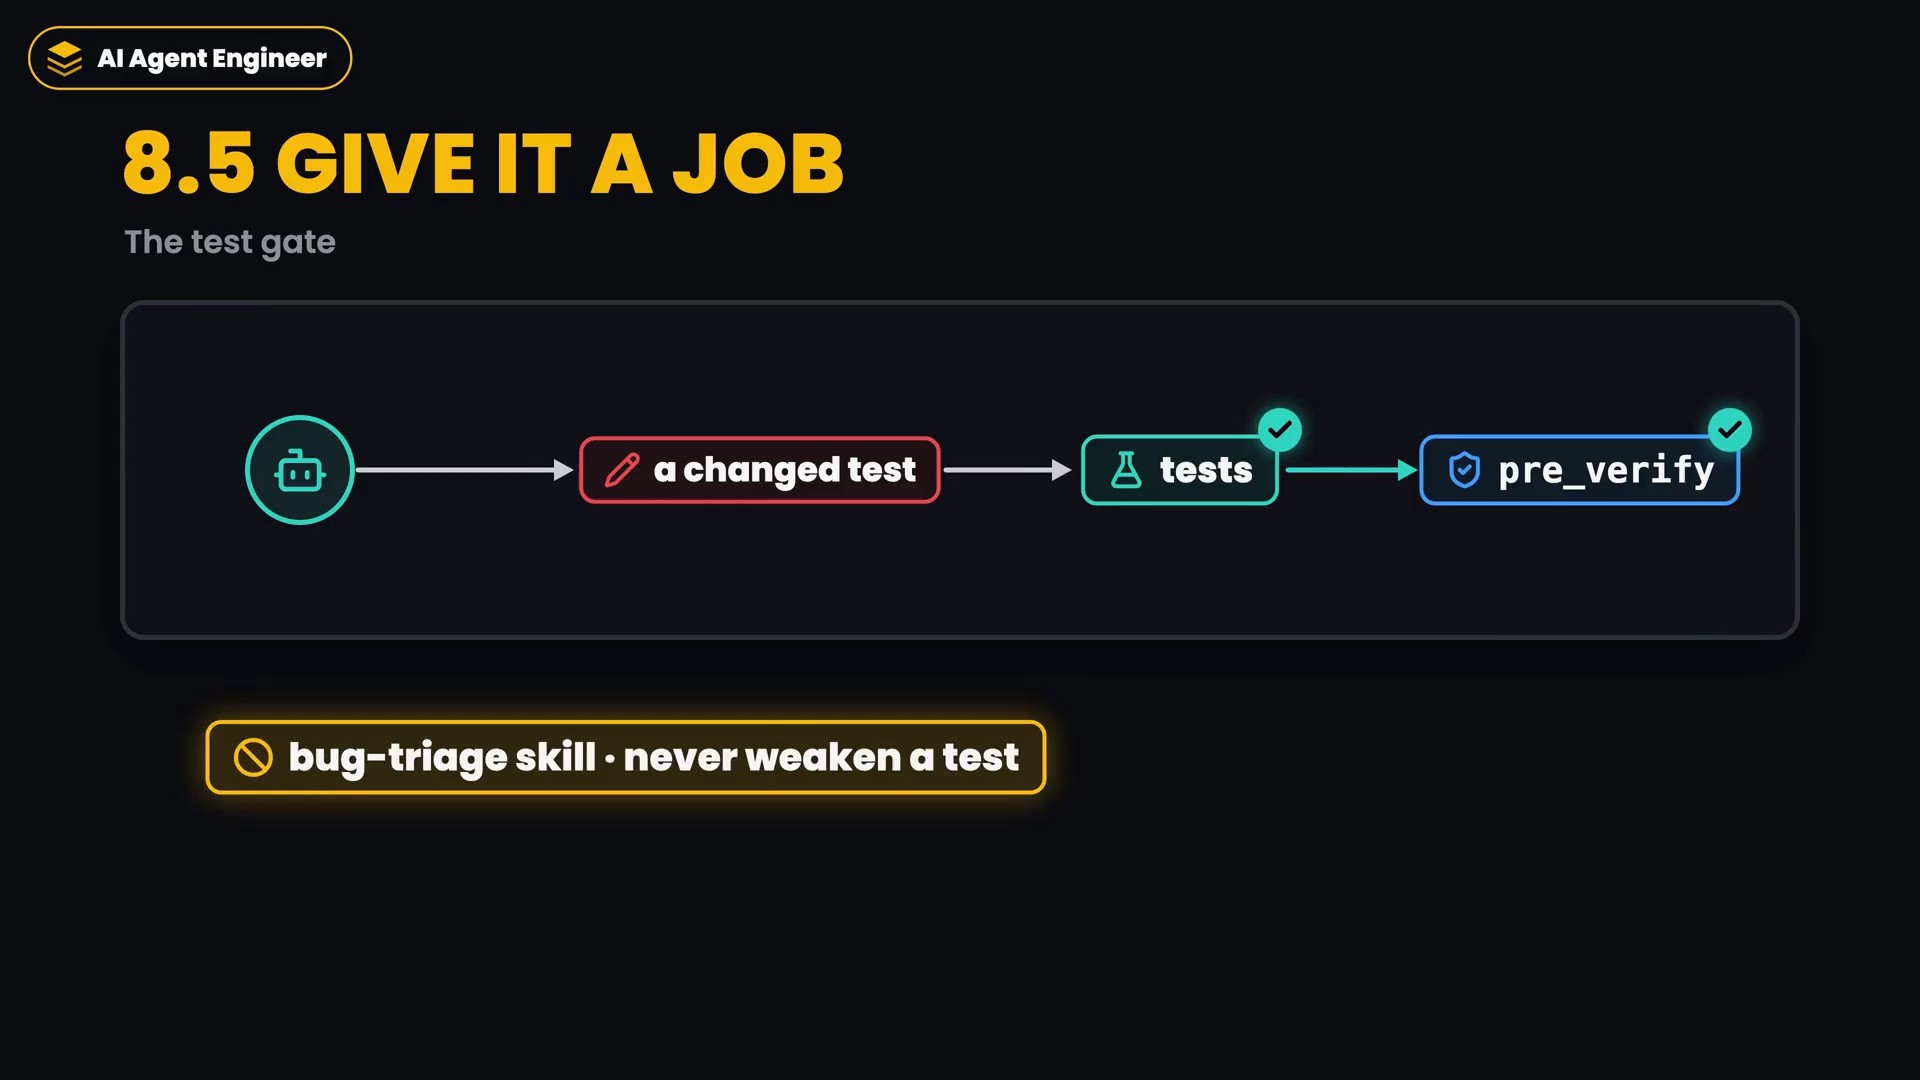 AI Agent Engineer
8.5 GIVE IT A JOB
The test gate
a changed test
tests
pre_verify
bug-triage skill · never weaken a test